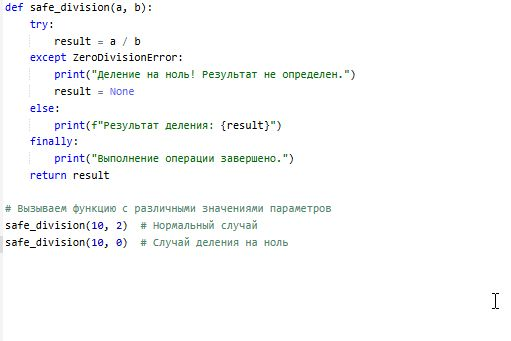 def safe_division(a, b):
    try:
        result = a / b
    except ZeroDivisionError:
        print("Деление на ноль! Результат не определен.")
        result = None
    else:
        print(f"Результат деления: {result}")
    finally:
        print("Выполнение операции завершено.")
    return result

# Вызываем функцию с различными значениями параметров
safe_division(10, 2)  # Нормальный случай
safe_division(10, 0)  # Случай деления на ноль